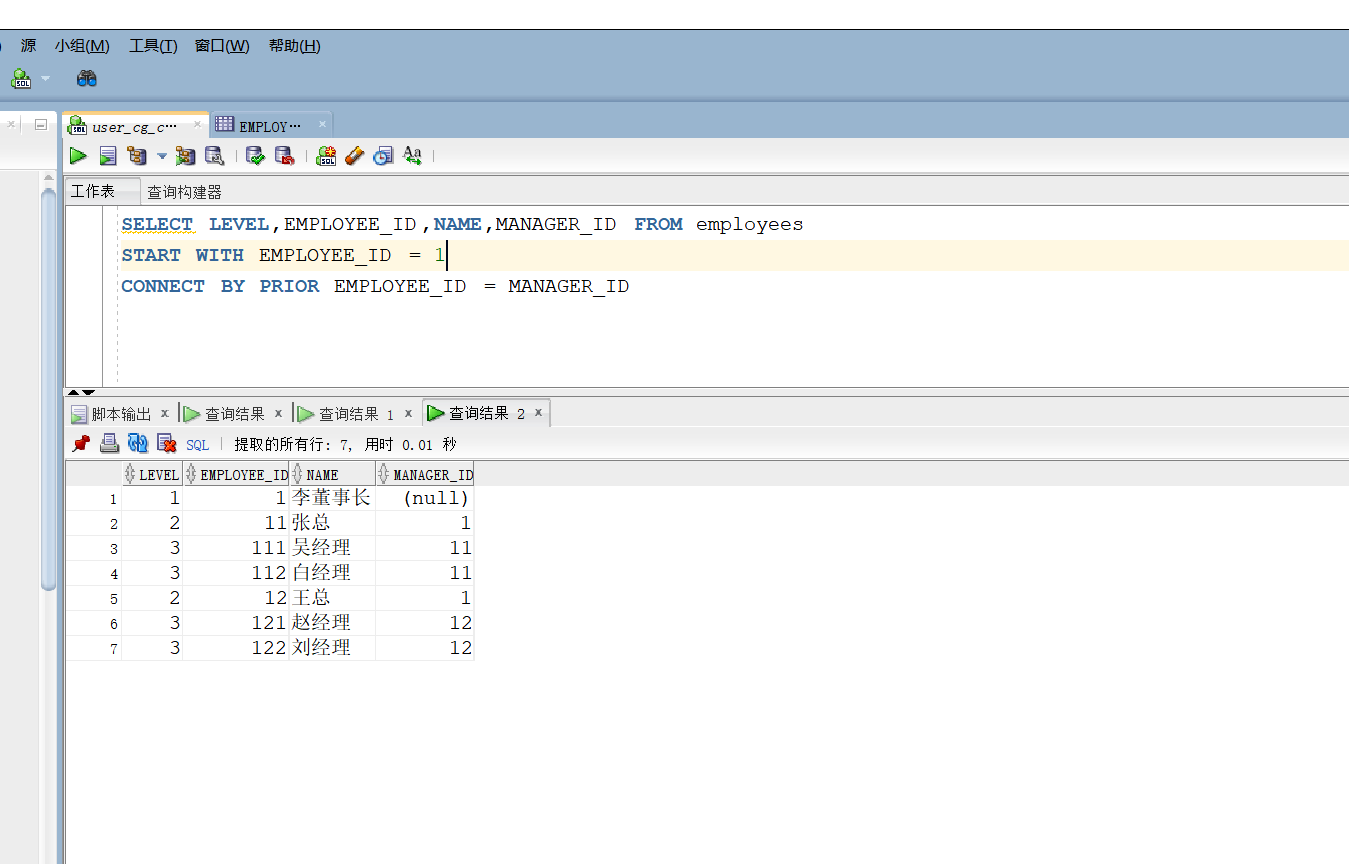 ) 源 小组(M) 工具(T) 窗口(W) 帮助(H)
user_cg_c… EMPLOY…
工作表 查询构建器
SELECT LEVEL,EMPLOYEE_ID,NAME,MANAGER_ID FROM employees
START WITH EMPLOYEE_ID = 1
CONNECT BY PRIOR EMPLOYEE_ID = MANAGER_ID
脚本输出 x 查询结果 x 查询结果 1 x 查询结果 2 x
SQL 提取的所有行: 7, 用时 0.01 秒
LEVEL EMPLOYEE_ID NAME MANAGER_ID
1 1 1 李董事长 (null)
2 2 11 张总 1
3 3 111 吴经理 11
4 3 112 白经理 11
5 2 12 王总 1
6 3 121 赵经理 12
7 3 122 刘经理 12